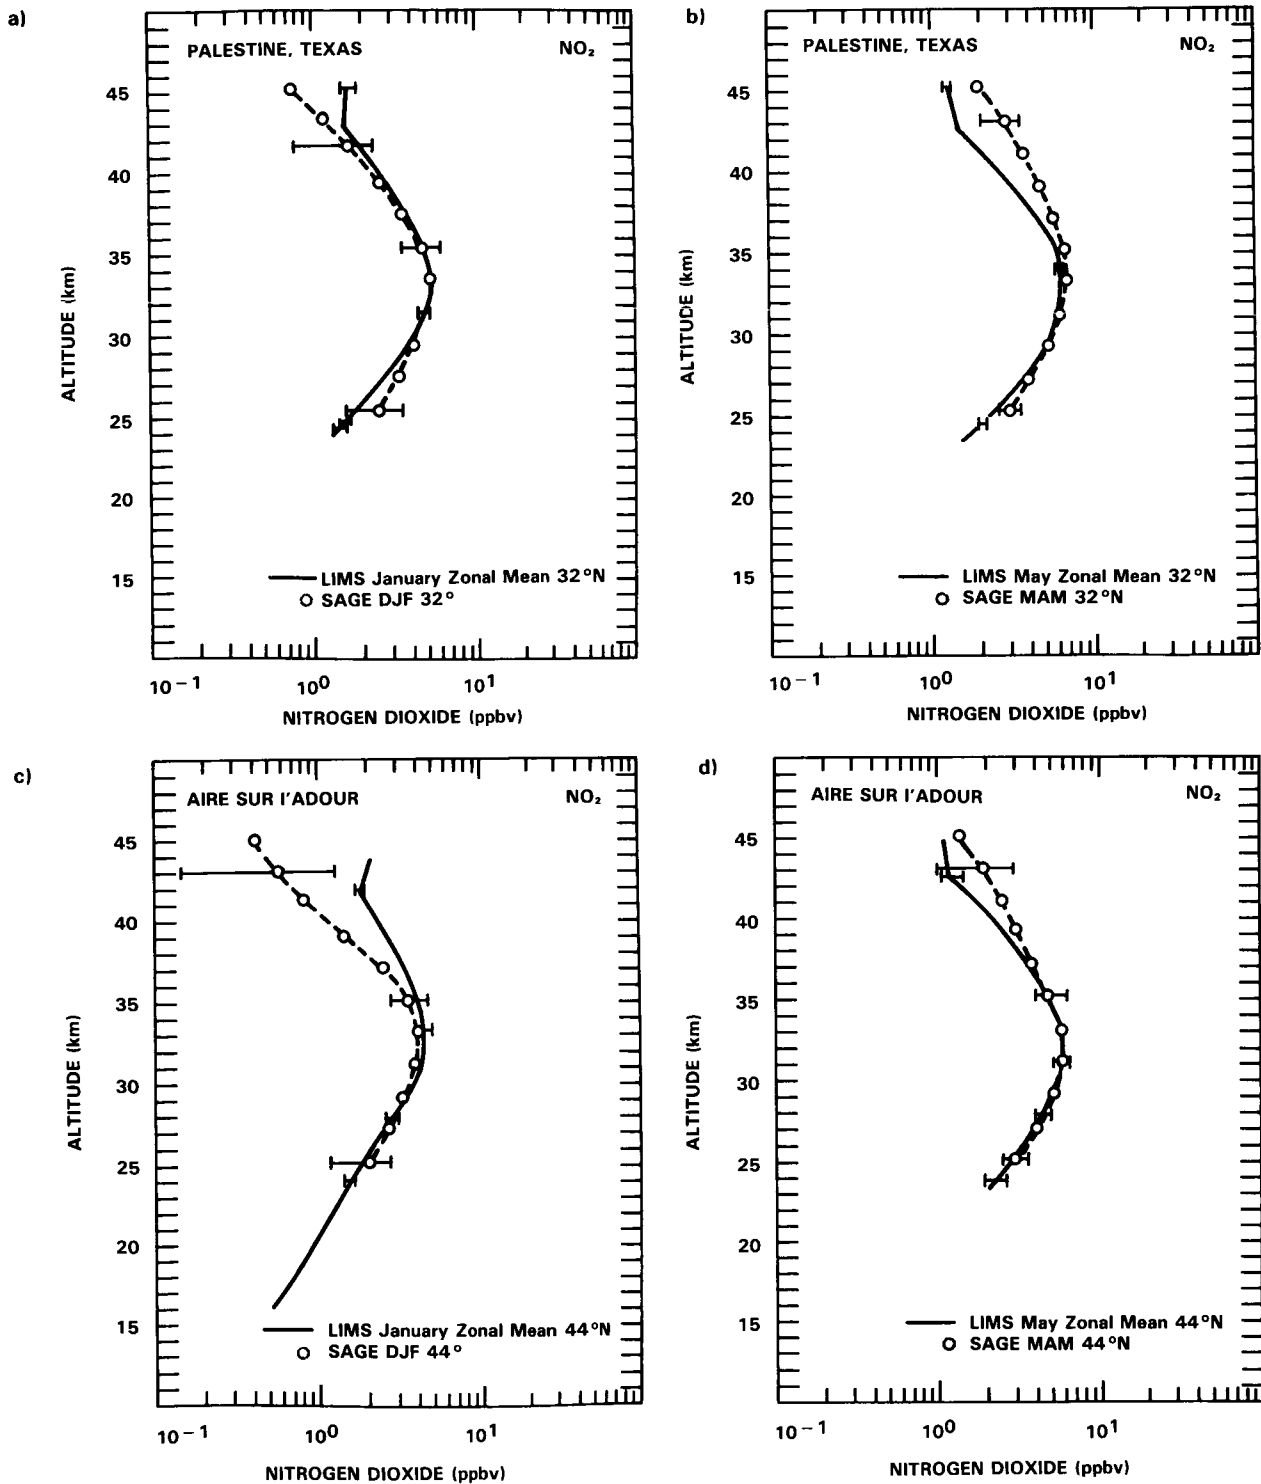 a)
PALESTINE, TEXAS NO₂
45
40
35
30
25
20
15
ALTITUDE (km)
LIMS January Zonal Mean 32°N
SAGE DJF 32°
10⁻¹ 10⁰ 10¹
NITROGEN DIOXIDE (ppbv)
b)
PALESTINE, TEXAS NO₂
45
40
35
30
25
20
15
ALTITUDE (km)
LIMS May Zonal Mean 32°N
SAGE MAM 32°N
10⁻¹ 10⁰ 10¹
NITROGEN DIOXIDE (ppbv)
c)
AIRE SUR l'ADOUR NO₂
45
40
35
30
25
20
15
ALTITUDE (km)
LIMS January Zonal Mean 44°N
SAGE DJF 44°
10⁻¹ 10⁰ 10¹
NITROGEN DIOXIDE (ppbv)
d)
AIRE SUR l'ADOUR NO₂
45
40
35
30
25
20
15
ALTITUDE (km)
LIMS May Zonal Mean 44°N
SAGE MAM 44°N
10⁻¹ 10⁰ 10¹
NITROGEN DIOXIDE (ppbv)